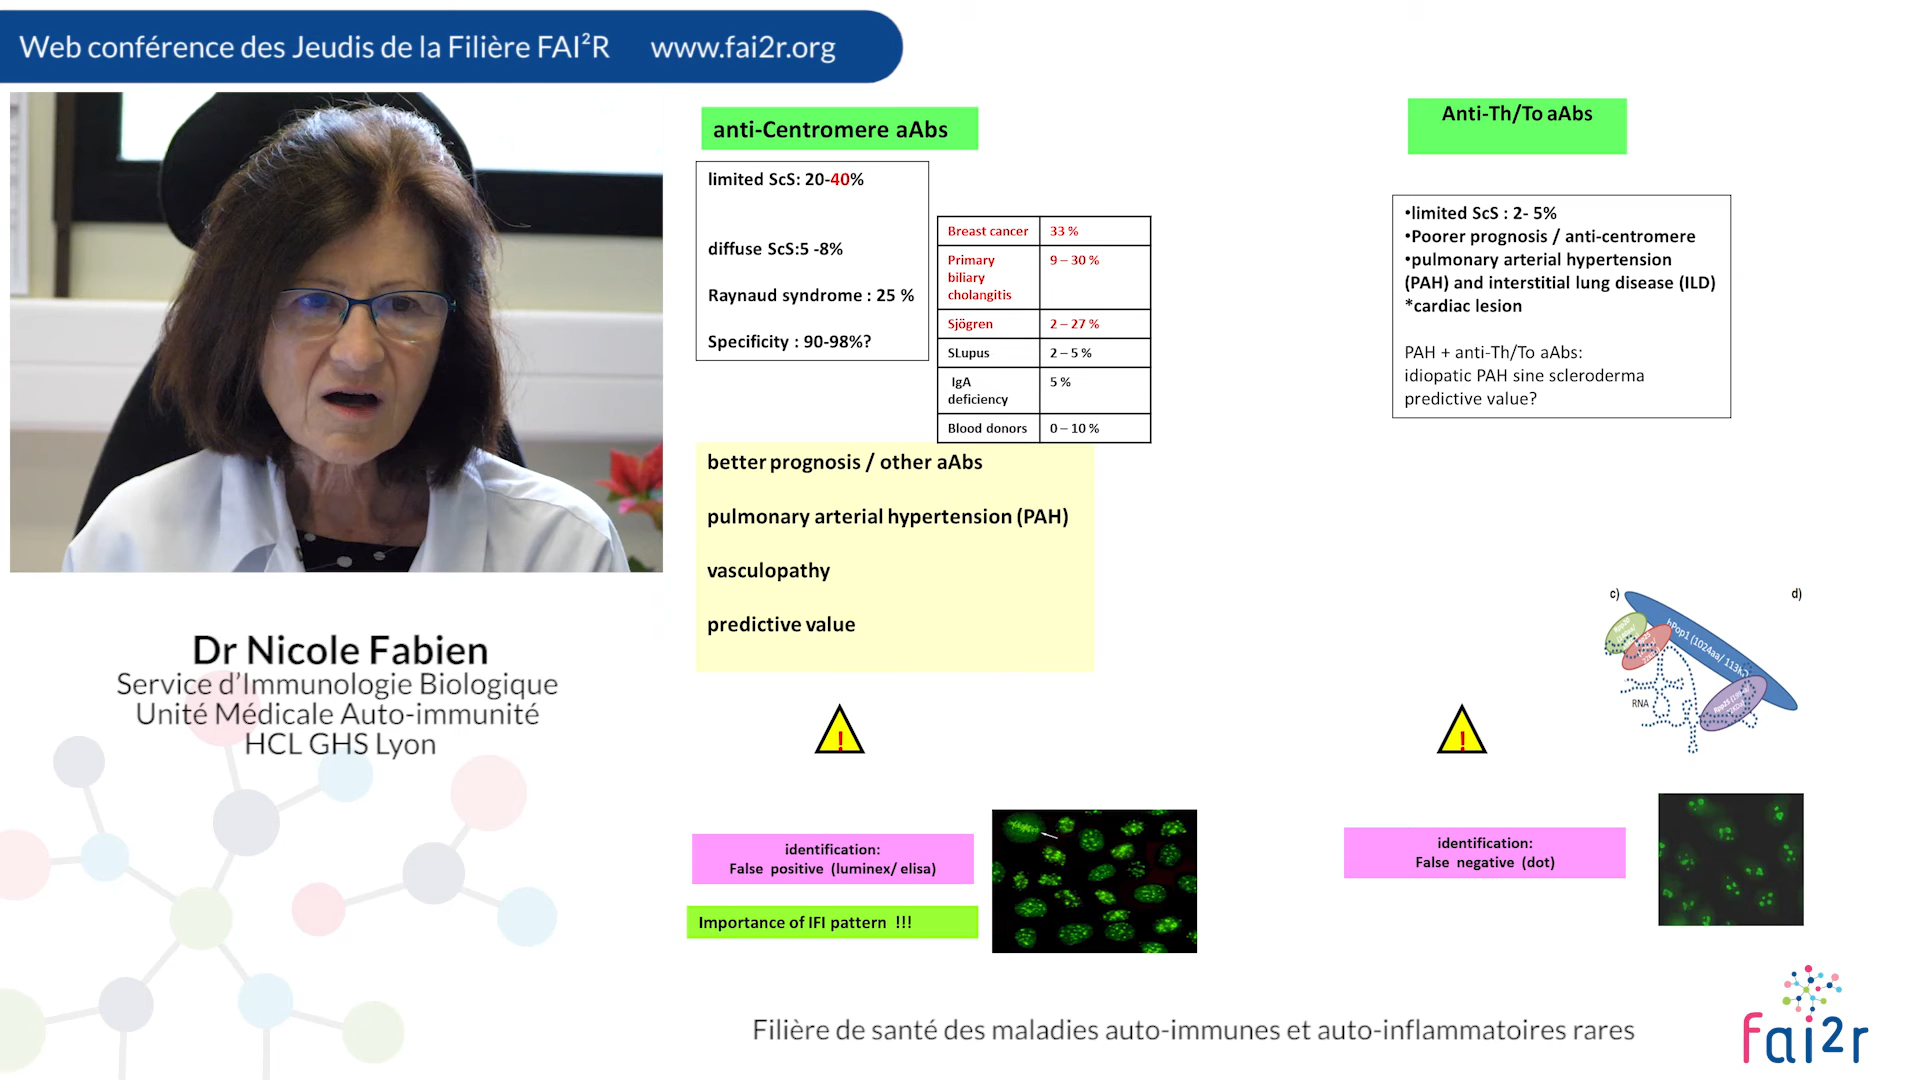 Web conférence des Jeudis de la Filière FAI²R www.fai2r.org
Dr Nicole Fabien
Service d'Immunologie Biologique
Unité Médicale Auto-immunité
HCL GHS Lyon
anti-Centromere aAbs
limited ScS: 20-40%
diffuse ScS:5 -8%
Raynaud syndrome : 25 %
Specificity : 90-98%?
Breast cancer 33 %
Primary
biliary
cholangitis 9 – 30 %
Sjögren 2 – 27 %
SLupus 2 – 5 %
IgA
deficiency 5 %
Blood donors 0 – 10 %
better prognosis / other aAbs
pulmonary arterial hypertension (PAH)
vasculopathy
predictive value
!
identification:
False positive (luminex/ elisa)
Importance of IFI pattern !!!
Anti-Th/To aAbs
•limited ScS : 2- 5%
•Poorer prognosis / anti-centromere
•pulmonary arterial hypertension
(PAH) and interstitial lung disease (ILD)
*cardiac lesion
PAH + anti-Th/To aAbs:
idiopatic PAH sine scleroderma
predictive value?
c)
d)
hPop1 (1024aa/ 113kD
RNA
!
identification:
False negative (dot)
Filière de santé des maladies auto-immunes et auto-inflammatoires rares
fai2r